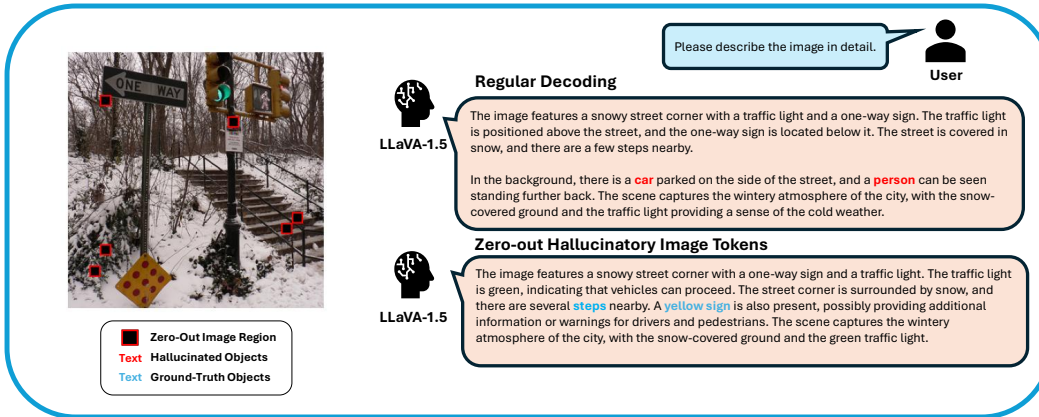 Please describe the image in detail.
User
ONE WAY
Regular Decoding
LLaVA-1.5
The image features a snowy street corner with a traffic light and a one-way sign. The traffic light
is positioned above the street, and the one-way sign is located below it. The street is covered in
snow, and there are a few steps nearby.
In the background, there is a car parked on the side of the street, and a person can be seen
standing further back. The scene captures the wintery atmosphere of the city, with the snow-
covered ground and the traffic light providing a sense of the cold weather.
Zero-out Hallucinatory Image Tokens
LLaVA-1.5
The image features a snowy street corner with a one-way sign and a traffic light. The traffic light
is green, indicating that vehicles can proceed. The street corner is surrounded by snow, and
there are several steps nearby. A yellow sign is also present, possibly providing additional
information or warnings for drivers and pedestrians. The scene captures the wintery
atmosphere of the city, with the snow-covered ground and the green traffic light.
Zero-Out Image Region
Text Hallucinated Objects
Text Ground-Truth Objects